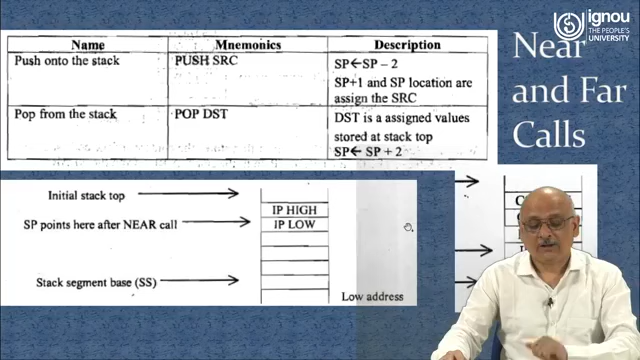 ignou
THE PEOPLE'S
UNIVERSITY
Near
and Far
Calls
Name Mnemonics Description
Push onto the stack PUSH SRC SP←SP – 2
SP+1 and SP location are
assign the SRC
Pop from the stack POP DST DST is a assigned values
stored at stack top
SP← SP + 2
Initial stack top
IP HIGH
SP points here after NEAR call IP LOW
Stack segment base (SS)
Low address